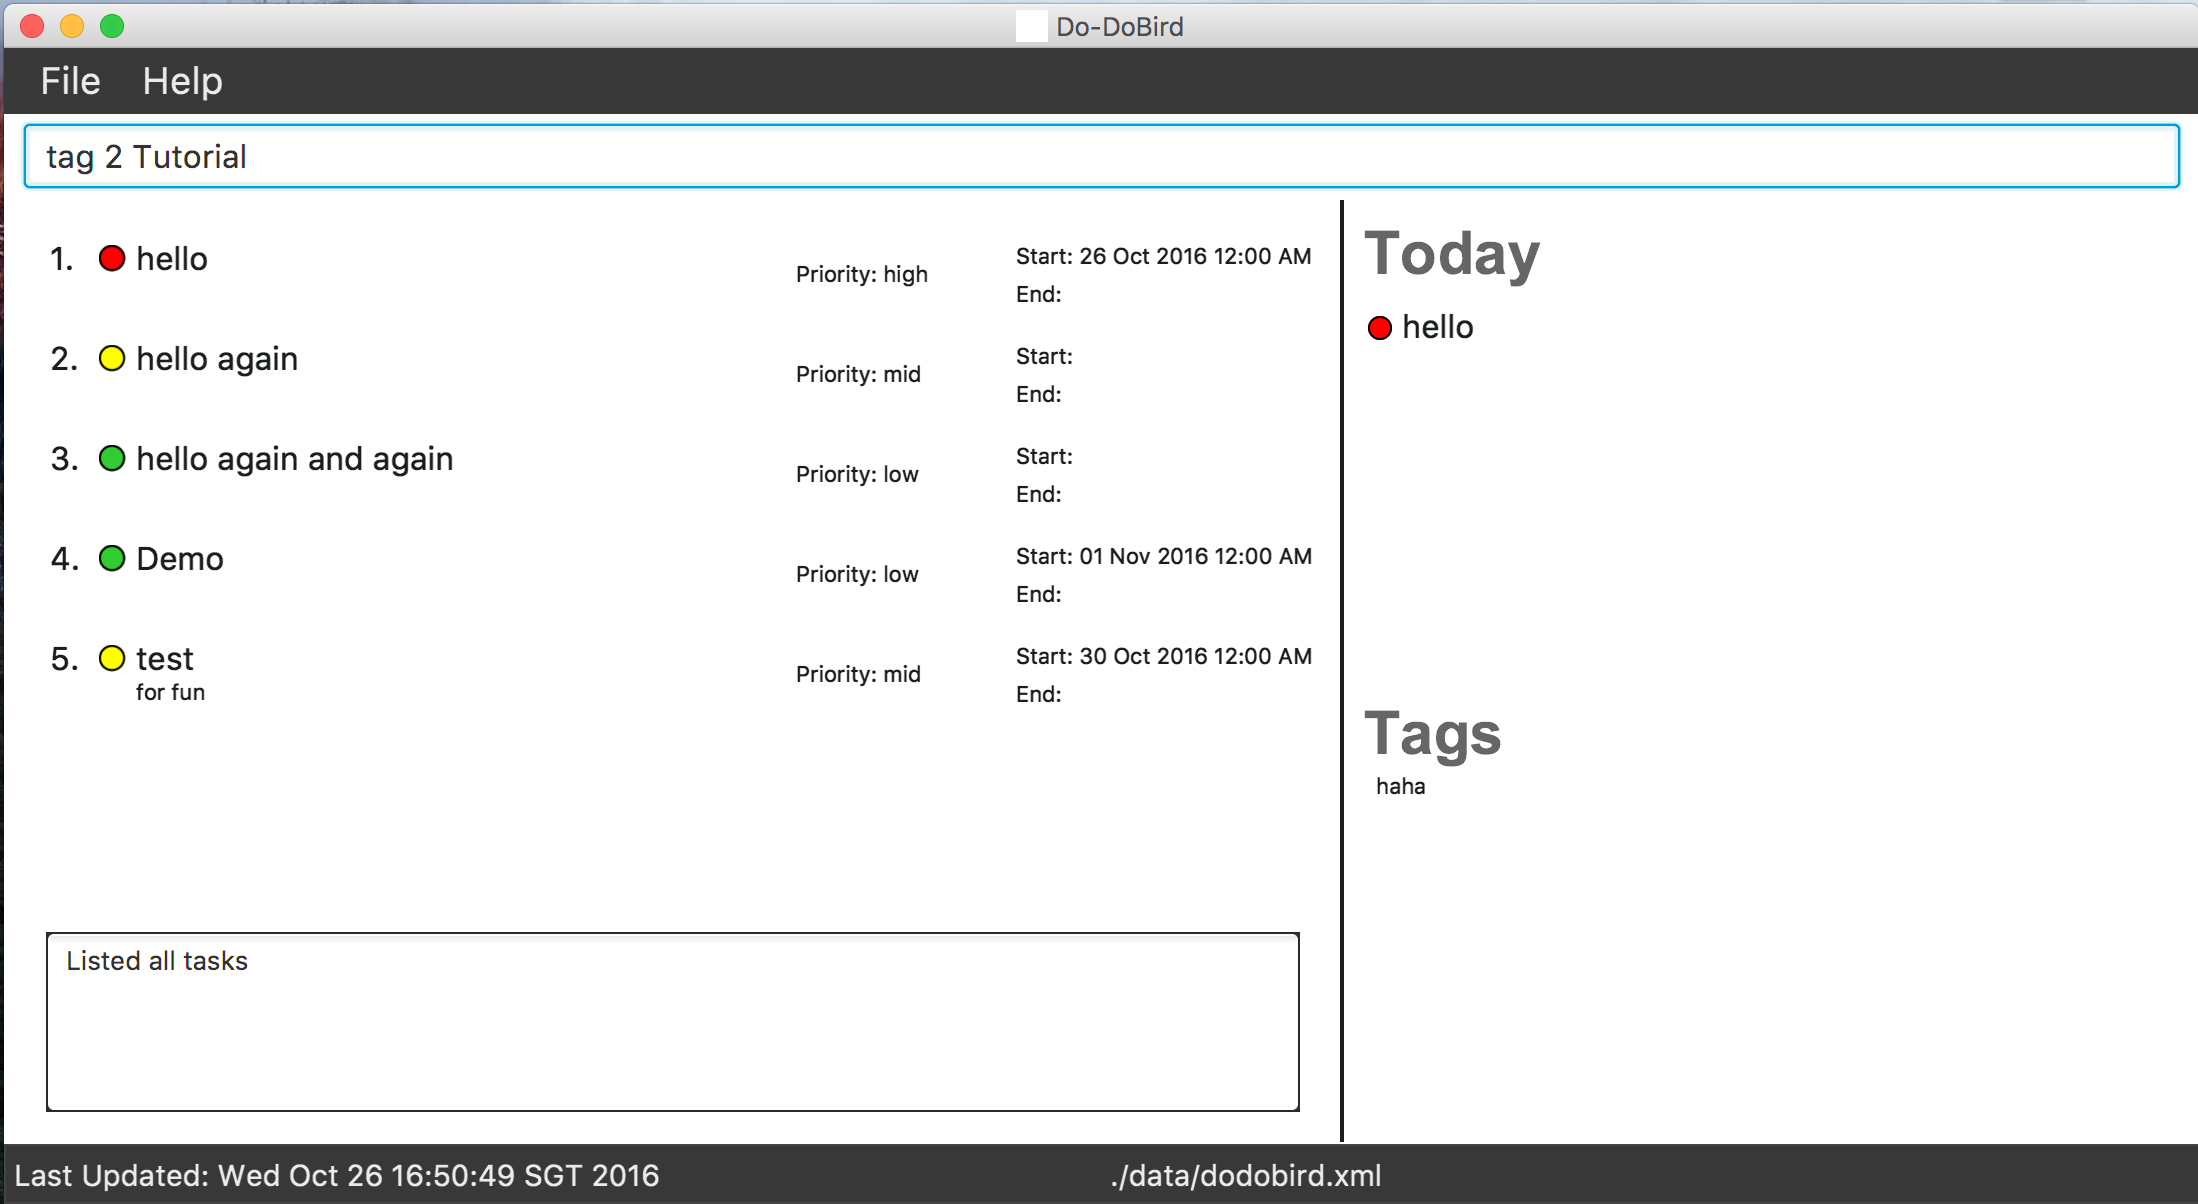 Do-DoBird
File Help
tag 2 Tutorial
1. hello
Priority: high
Start: 26 Oct 2016 12:00 AM
End:
2. hello again
Priority: mid
Start:
End:
3. hello again and again
Priority: low
Start:
End:
4. Demo
Priority: low
Start: 01 Nov 2016 12:00 AM
End:
5. test
for fun
Priority: mid
Start: 30 Oct 2016 12:00 AM
End:
Listed all tasks
Today
hello
Tags
haha
Last Updated: Wed Oct 26 16:50:49 SGT 2016
./data/dodobird.xml